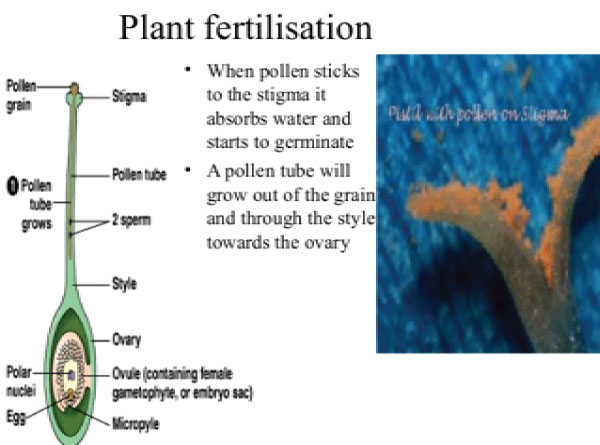 Plant fertilisation
• When pollen sticks
to the stigma it
absorbs water and
starts to germinate
• A pollen tube will
grow out of the grain
and through the style
towards the ovary
Pollen
grain
Stigma
Pollen tube
1 Pollen
tube
grows
2 sperm
Style
Ovary
Polar
nuclei
Ovule (containing female
gametophyte, or embryo sac)
Egg
Micropyle
Pistil with pollen on Stigma